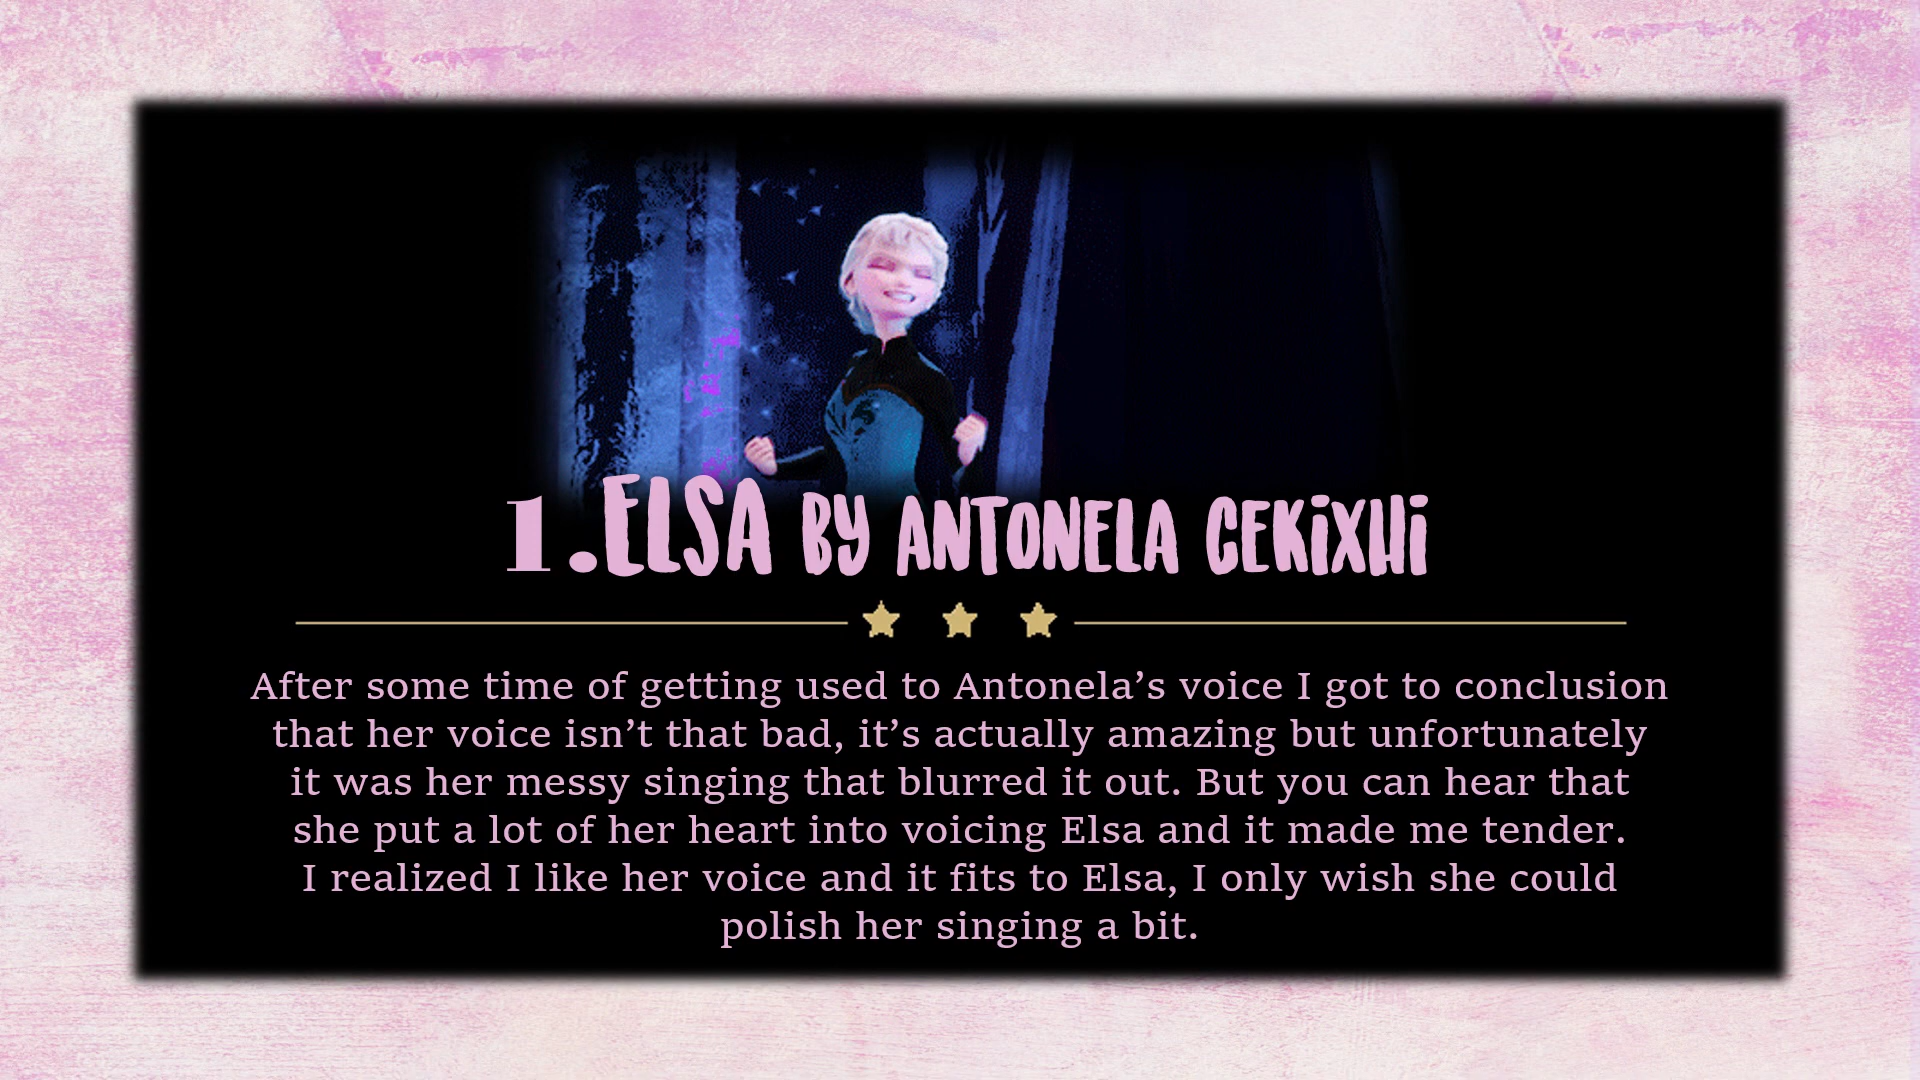 1.ELSA BY ANTONELA CEKiXHi
After some time of getting used to Antonela’s voice I got to conclusion
that her voice isn’t that bad, it’s actually amazing but unfortunately
it was her messy singing that blurred it out. But you can hear that
she put a lot of her heart into voicing Elsa and it made me tender.
I realized I like her voice and it fits to Elsa, I only wish she could
polish her singing a bit.